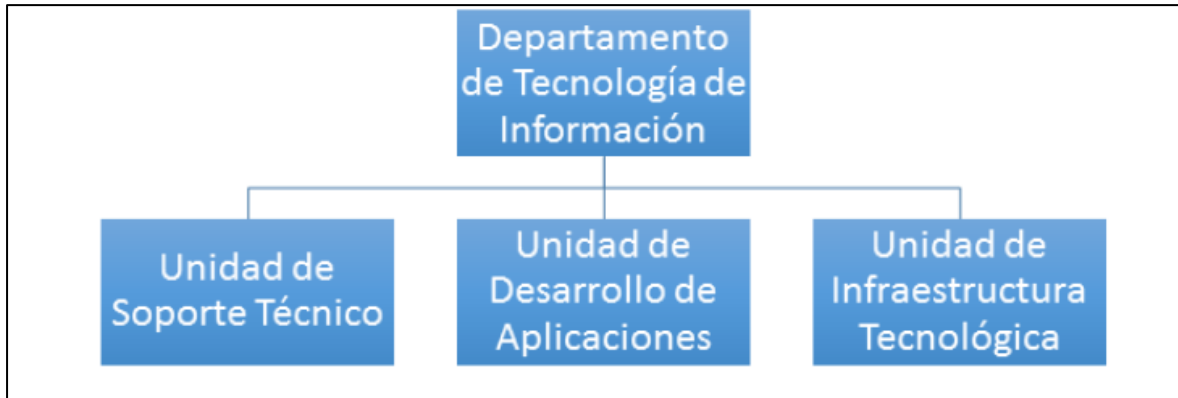 Departamento
de Tecnología de
Información
Unidad de
Soporte Técnico
Unidad de
Desarrollo de
Aplicaciones
Unidad de
Infraestructura
Tecnológica